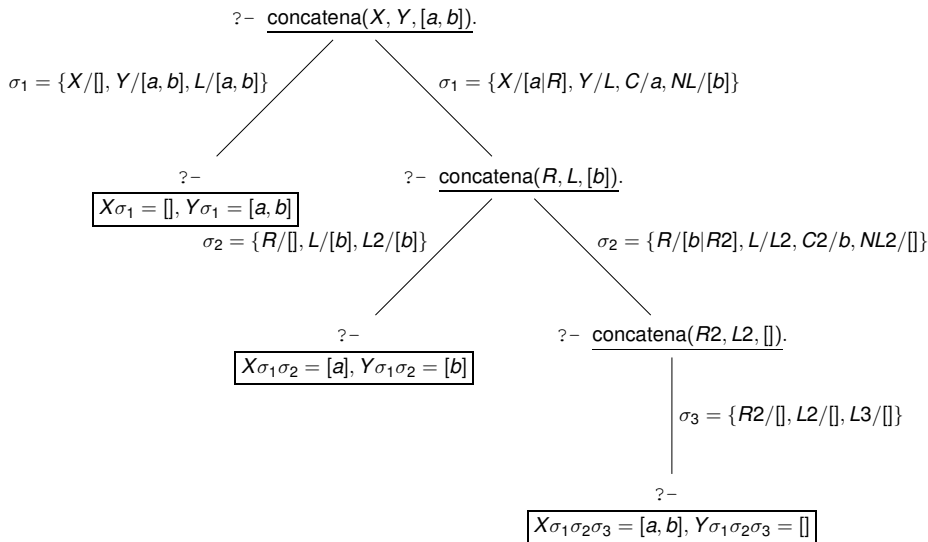 ?- concatena(X, Y, [a, b]).
σ1 = {X/[], Y/[a, b], L/[a, b]}
σ1 = {X/[a|R], Y/L, C/a, NL/[b]}
?-
Xσ1 = [], Yσ1 = [a, b]
?- concatena(R, L, [b]).
σ2 = {R/[], L/[b], L2/[b]}
σ2 = {R/[b|R2], L/L2, C2/b, NL2/[]}
?-
Xσ1σ2 = [a], Yσ1σ2 = [b]
?- concatena(R2, L2, []).
σ3 = {R2/[], L2/[], L3/[]}
?-
Xσ1σ2σ3 = [a, b], Yσ1σ2σ3 = []